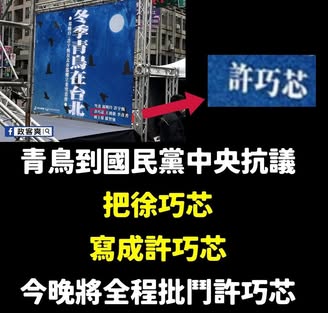 冬季青鳥在台北
許巧芯
政客爽
青鳥到國民黨中央抗議
把徐巧芯
寫成許巧芯
今晚將全程批鬥許巧芯